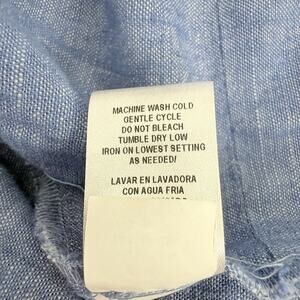 MACHINE WASH COLD
GENTLE CYCLE
DO NOT BLEACH
TUMBLE DRY LOW
IRON ON LOWEST SETTING
AS NEEDED/
LAVAR EN LAVADORA
CON AGUA FRIA